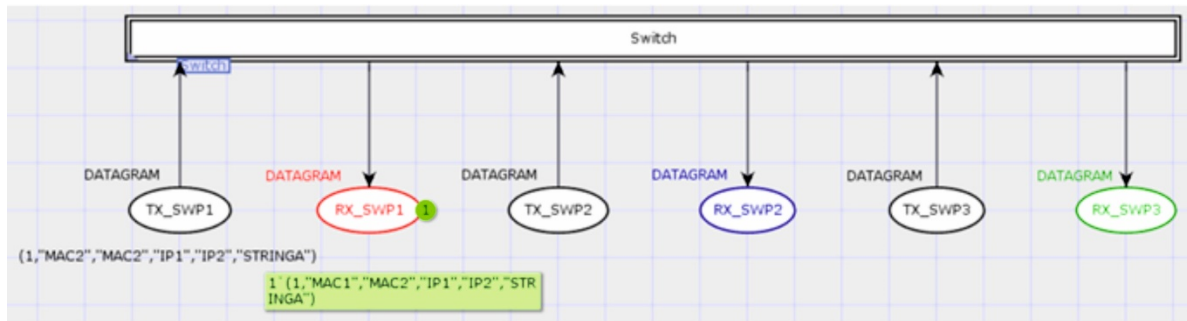 Switch
Switch
DATAGRAM DATAGRAM DATAGRAM DATAGRAM DATAGRAM DATAGRAM
TX_SWP1 RX_SWP1 1 TX_SWP2 RX_SWP2 TX_SWP3 RX_SWP3
(1,"MAC2","MAC2","IP1","IP2","STRINGA")
1`(1,"MAC1","MAC2","IP1","IP2","STR
INGA")